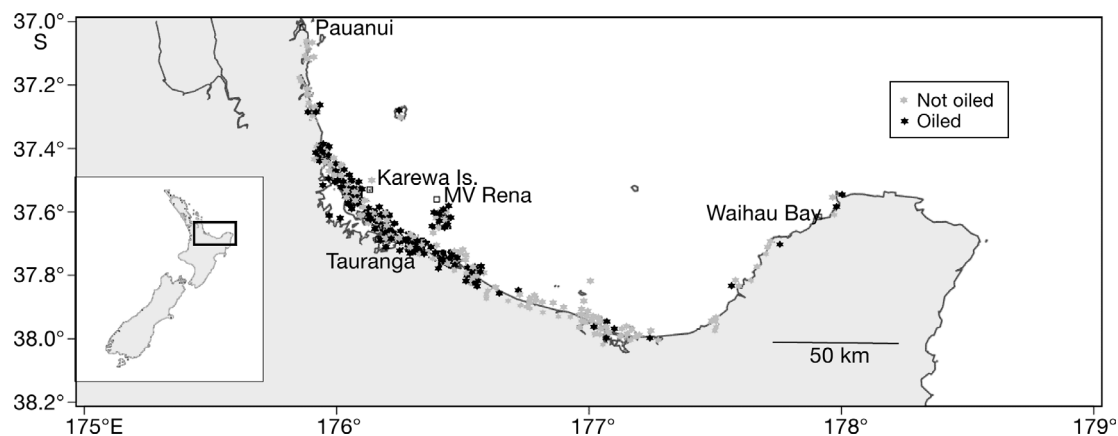 37.0°
S
Pauanui
37.2°
Not oiled
Oiled
37.4°
Karewa Is.
MV Rena
37.6°
Waihau Bay
Tauranga
37.8°
38.0°
50 km
38.2°
175°E
176°
177°
178°
179°